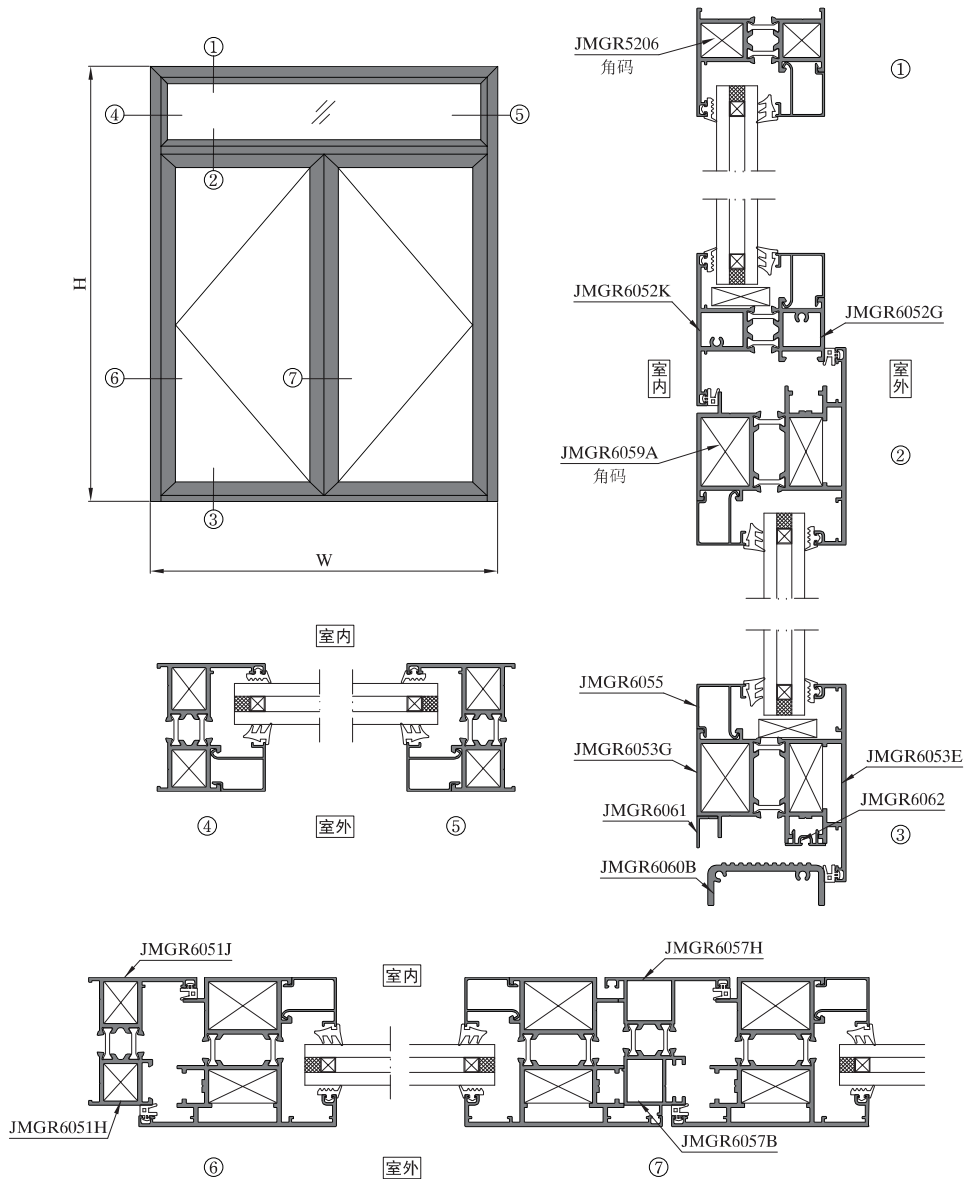 ①
④
⑤
②
H
⑥
⑦
③
W
JMGR5206
角码
①
JMGR6052K
JMGR6052G
室内
室外
JMGR6059A
角码
②
JMGR6055
JMGR6053G
JMGR6053E
JMGR6061
JMGR6062
③
JMGR6060B
室内
④
室外
⑤
JMGR6051J
室内
JMGR6057H
JMGR6051H
JMGR6057B
⑥
室外
⑦